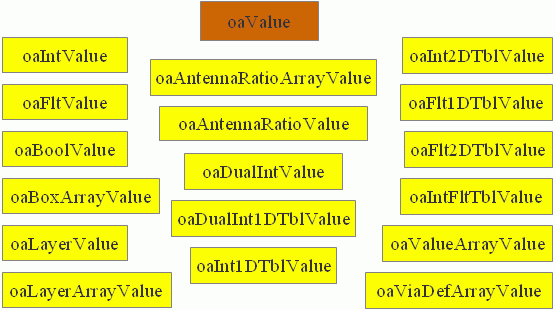 oaValue
oaIntValue
oaFltValue
oaBoolValue
oaBoxArrayValue
oaLayerValue
oaLayerArrayValue
oaAntennaRatioArrayValue
oaAntennaRatioValue
oaDualIntValue
oaDualInt1DTblValue
oaInt1DTblValue
oaInt2DTblValue
oaFlt1DTblValue
oaFlt2DTblValue
oaIntFltTblValue
oaValueArrayValue
oaViaDefArrayValue